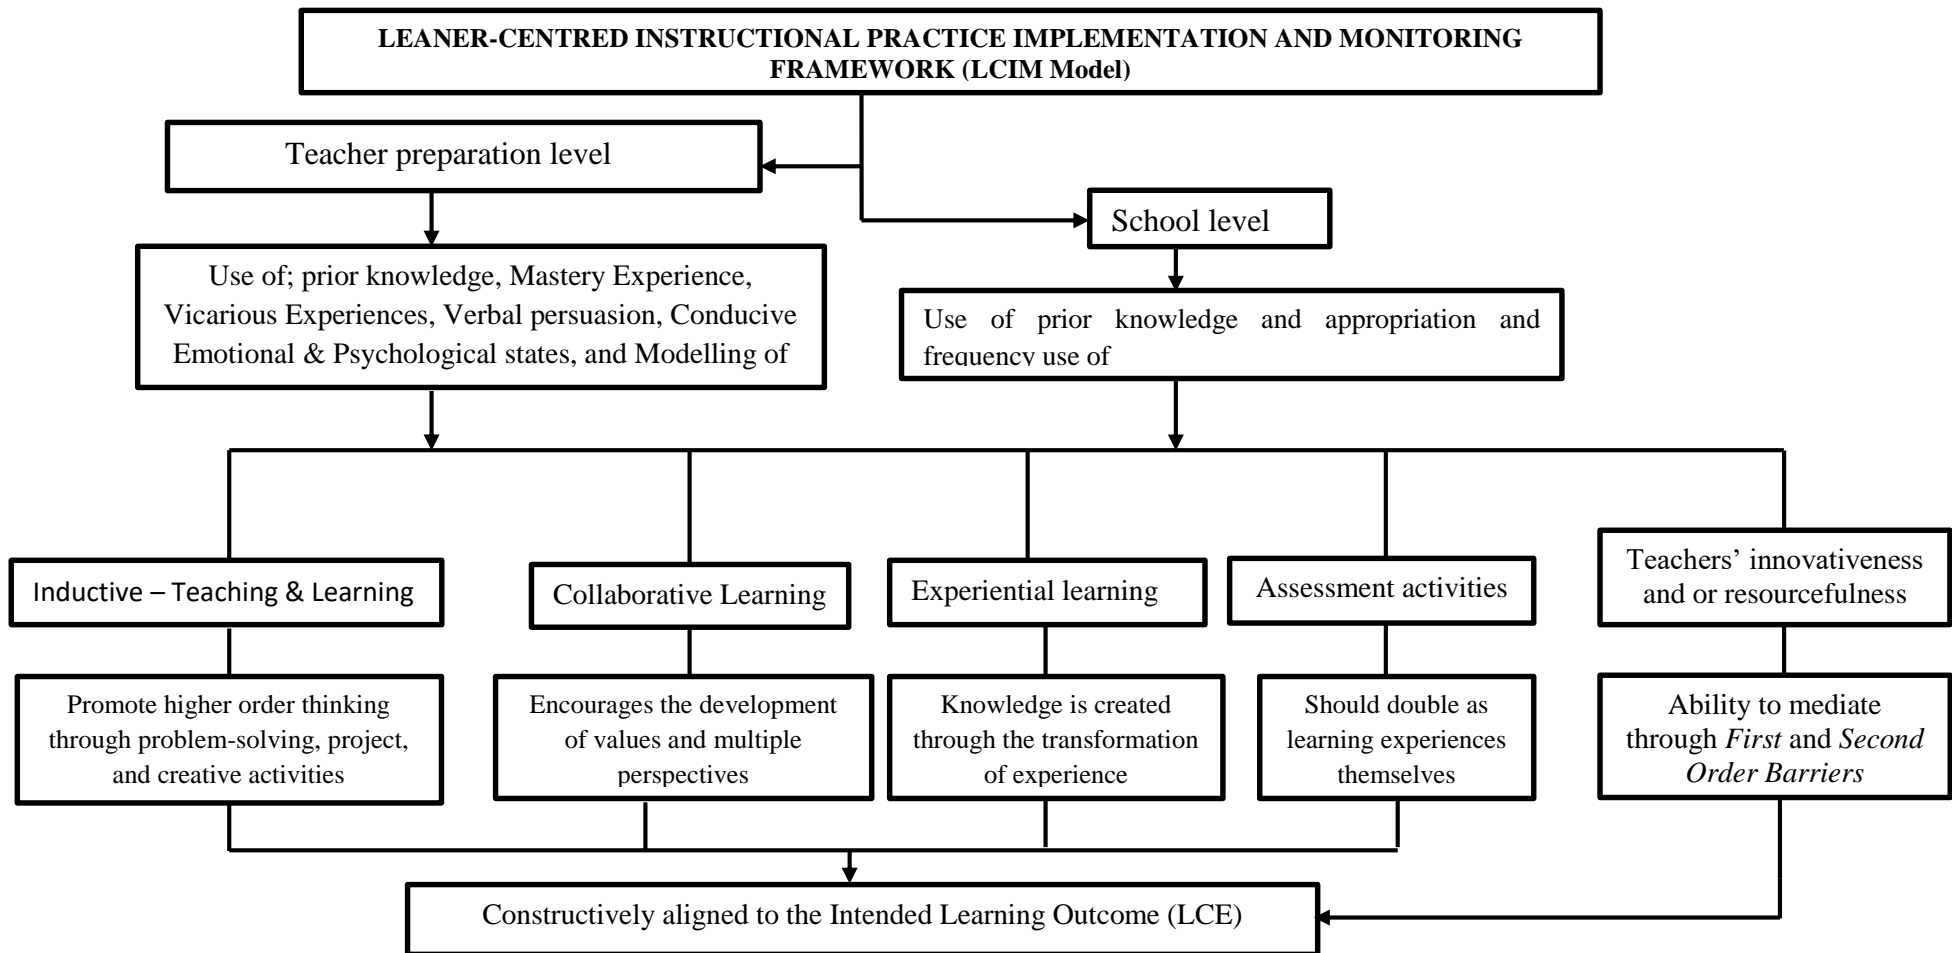 LEANER-CENTRED INSTRUCTIONAL PRACTICE IMPLEMENTATION AND MONITORING
FRAMEWORK (LCIM Model)
Teacher preparation level
School level
Use of; prior knowledge, Mastery Experience,
Vicarious Experiences, Verbal persuasion, Conducive
Emotional & Psychological states, and Modelling of
Use of prior knowledge and appropriation and
frequency use of
Inductive – Teaching & Learning
Collaborative Learning
Experiential learning
Assessment activities
Teachers’ innovativeness
and or resourcefulness
Promote higher order thinking
through problem-solving, project,
and creative activities
Encourages the development
of values and multiple
perspectives
Knowledge is created
through the transformation
of experience
Should double as
learning experiences
themselves
Ability to mediate
through First and Second
Order Barriers
Constructively aligned to the Intended Learning Outcome (LCE)